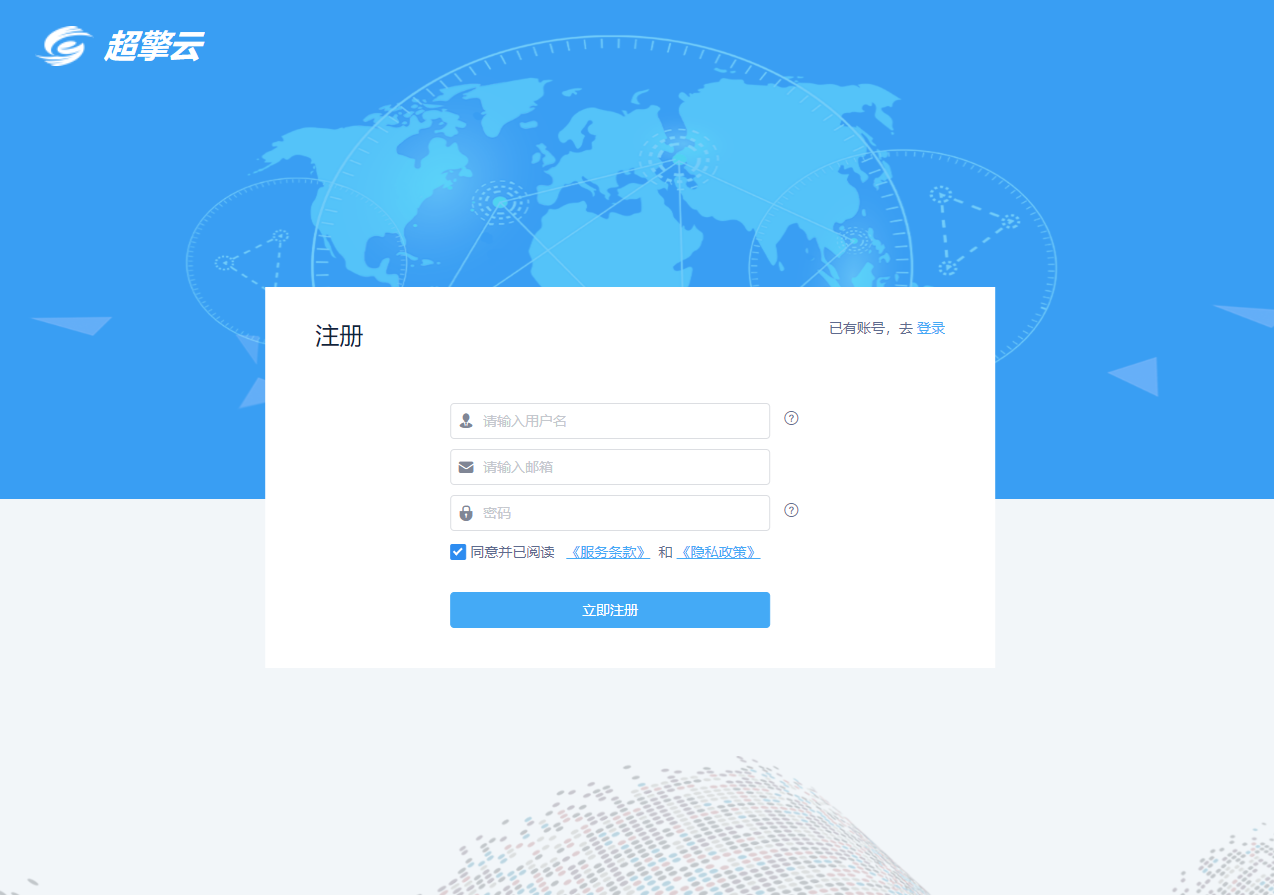 超擎云
注册
已有账号，去 登录
请输入用户名
请输入邮箱
密码
同意并已阅读 《服务条款》 和 《隐私政策》
立即注册